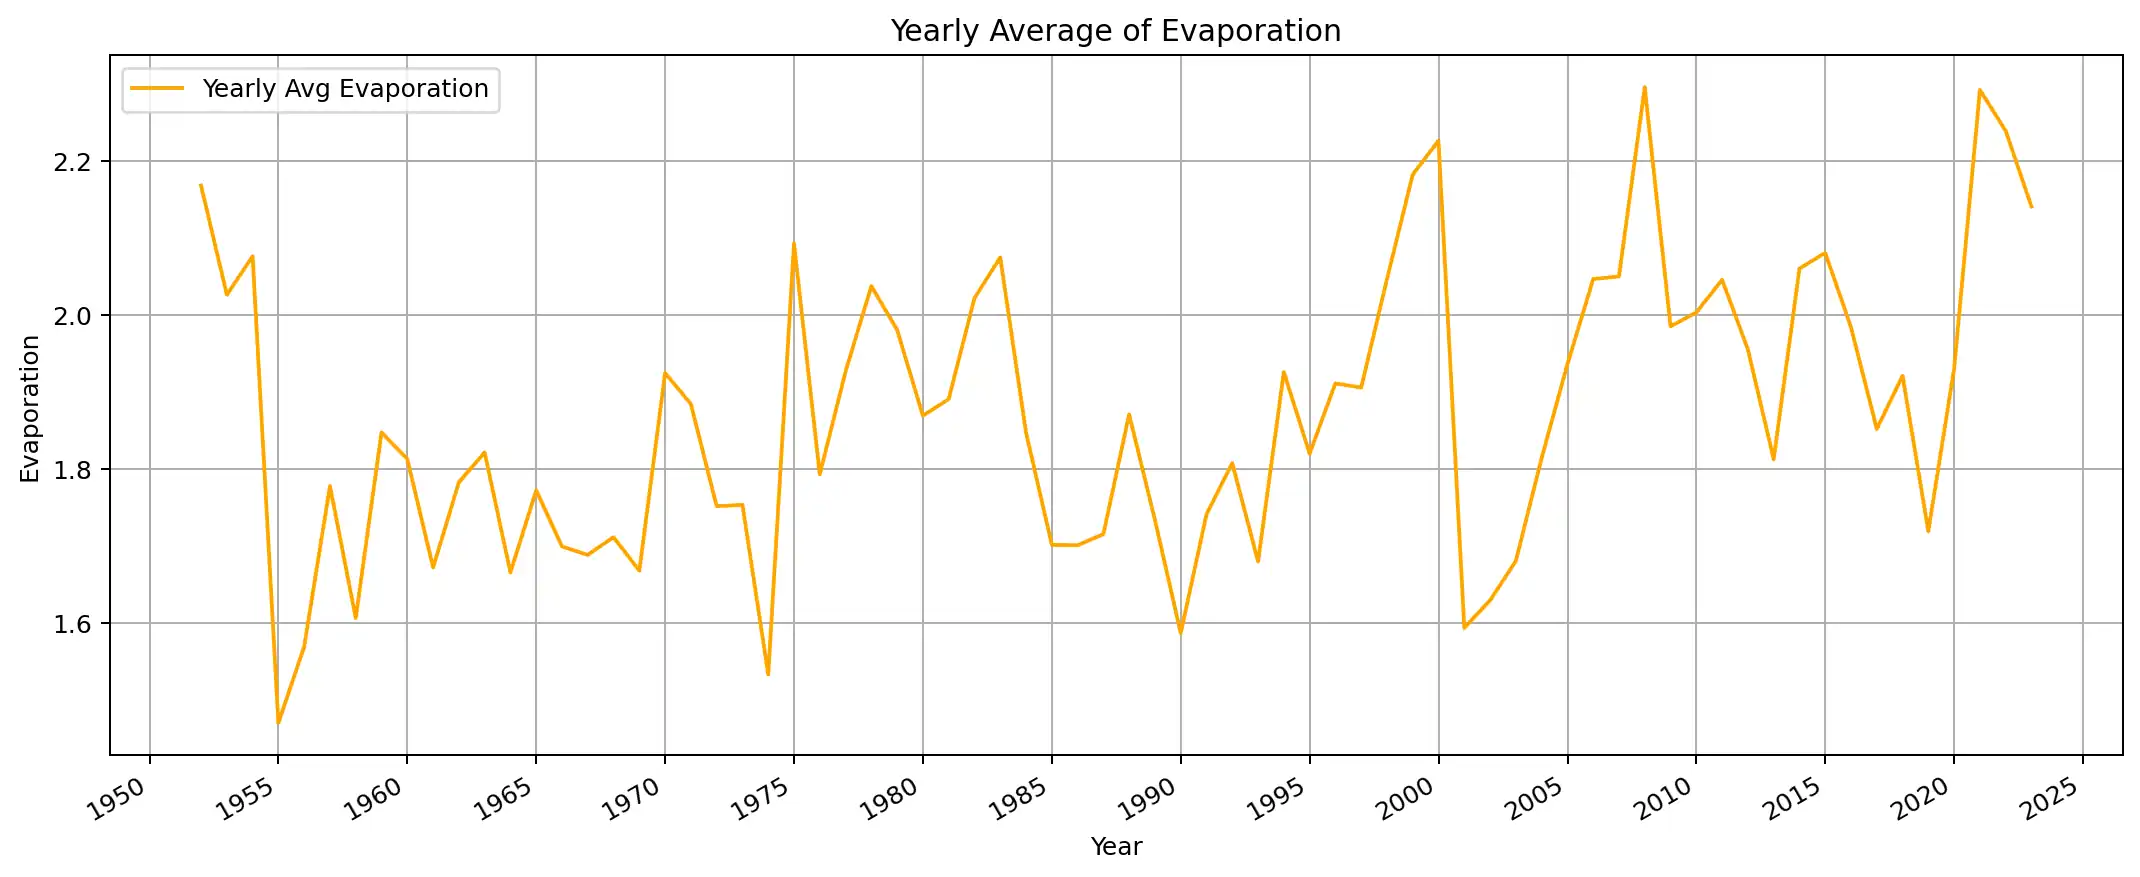 Yearly Average of Evaporation
Yearly Avg Evaporation
Evaporation
2.2
2.0
1.8
1.6
1950 1955 1960 1965 1970 1975 1980 1985 1990 1995 2000 2005 2010 2015 2020 2025
Year